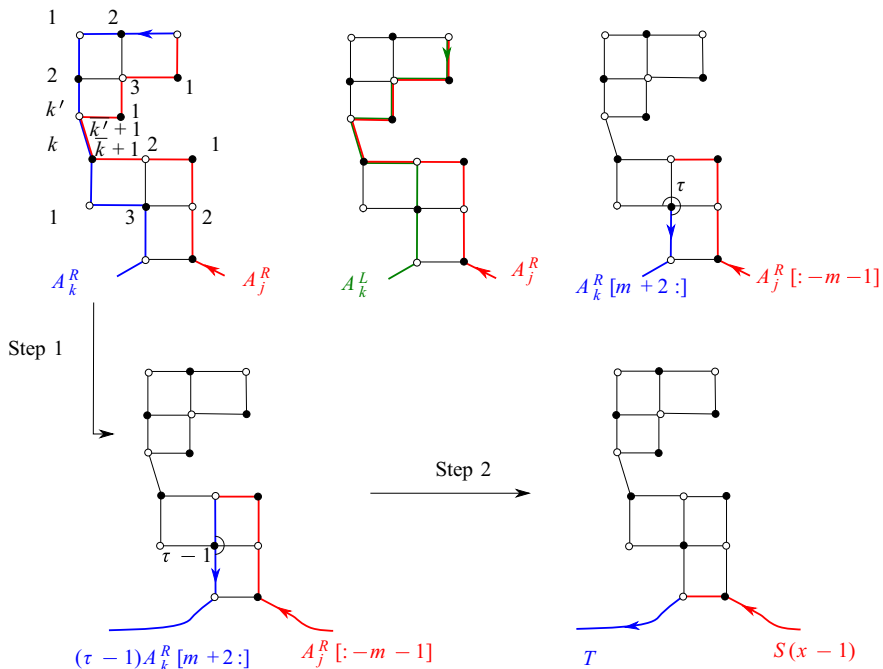 1 2
2 3 1
k′ 1
k′ + 1
k k + 1 2 1
1 3 2
A_k^R A_j^R
A_k^L A_j^R
τ
A_k^R[m + 2 :] A_j^R[: −m − 1]
Step 1
τ − 1
(τ − 1)A_k^R[m + 2 :] A_j^R[: −m − 1]
Step 2
T S(x − 1)